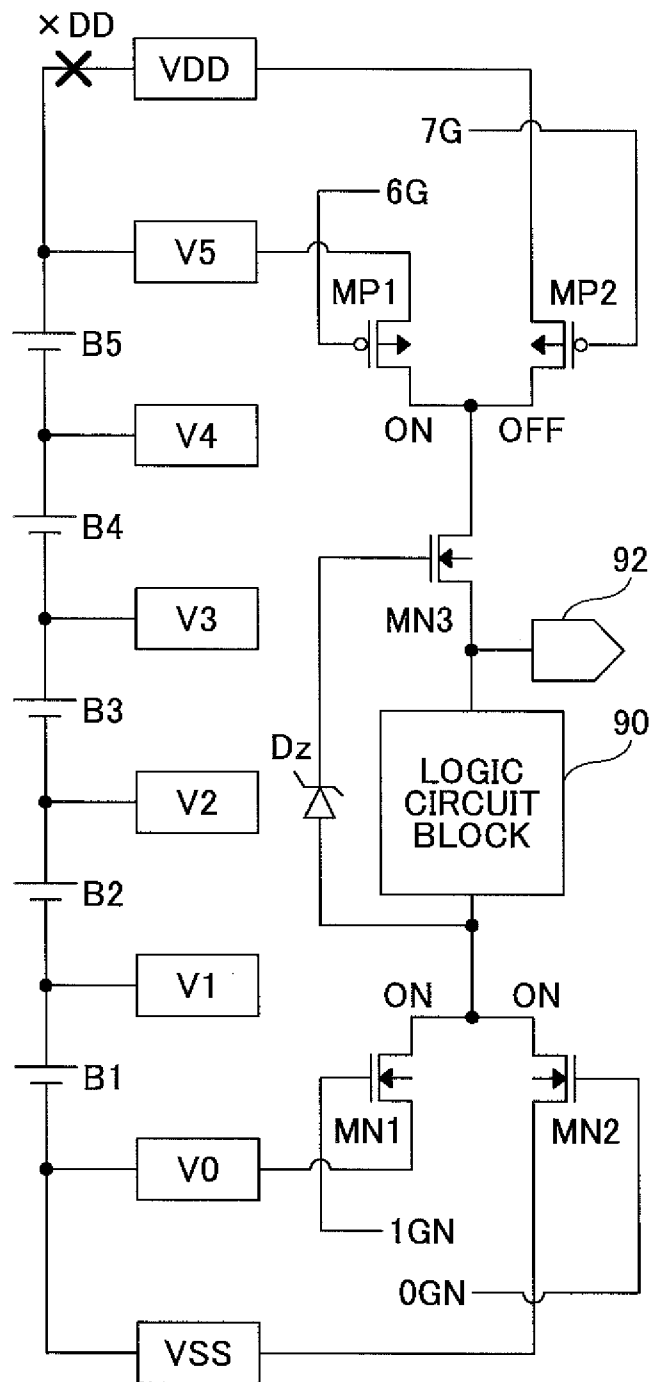 ×DD
VDD
7G
6G
V5
MP1
MP2
B5
ON
OFF
V4
B4
MN3
92
V3
B3
90
Dz
LOGIC
CIRCUIT
BLOCK
V2
B2
V1
ON
ON
B1
MN1
MN2
V0
1GN
0GN
VSS